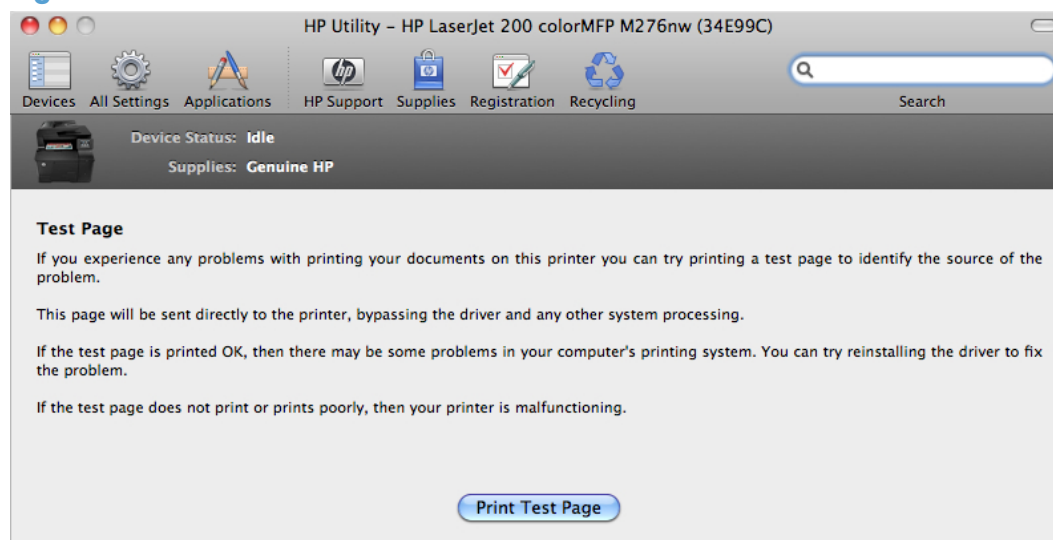 HP Utility – HP LaserJet 200 colorMFP M276nw (34E99C)
Devices All Settings Applications HP Support Supplies Registration Recycling Search
Device Status: Idle
Supplies: Genuine HP
Test Page
If you experience any problems with printing your documents on this printer you can try printing a test page to identify the source of the
problem.
This page will be sent directly to the printer, bypassing the driver and any other system processing.
If the test page is printed OK, then there may be some problems in your computer's printing system. You can try reinstalling the driver to fix
the problem.
If the test page does not print or prints poorly, then your printer is malfunctioning.
Print Test Page